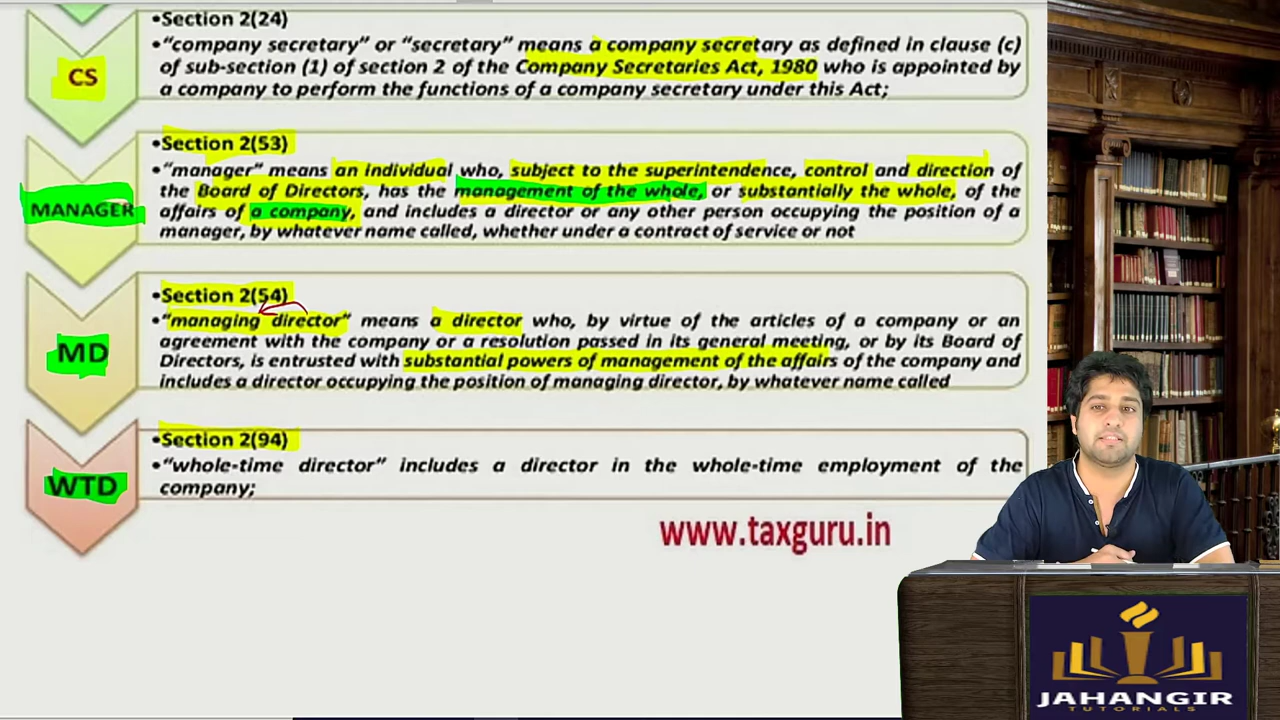 •Section 2(24)
•“company secretary” or “secretary” means a company secretary as defined in clause (c)
of sub-section (1) of section 2 of the Company Secretaries Act, 1980 who is appointed by
a company to perform the functions of a company secretary under this Act;
CS
•Section 2(53)
•“manager” means an individual who, subject to the superintendence, control and direction of
the Board of Directors, has the management of the whole, or substantially the whole, of the
affairs of a company, and includes a director or any other person occupying the position of a
manager, by whatever name called, whether under a contract of service or not
MANAGER
•Section 2(54)
•“managing director” means a director who, by virtue of the articles of a company or an
agreement with the company or a resolution passed in its general meeting, or by its Board of
Directors, is entrusted with substantial powers of management of the affairs of the company and
includes a director occupying the position of managing director, by whatever name called
MD
•Section 2(94)
•“whole-time director” includes a director in the whole-time employment of the
company;
WTD
www.taxguru.in
JAHANGIR
TUTORIALS